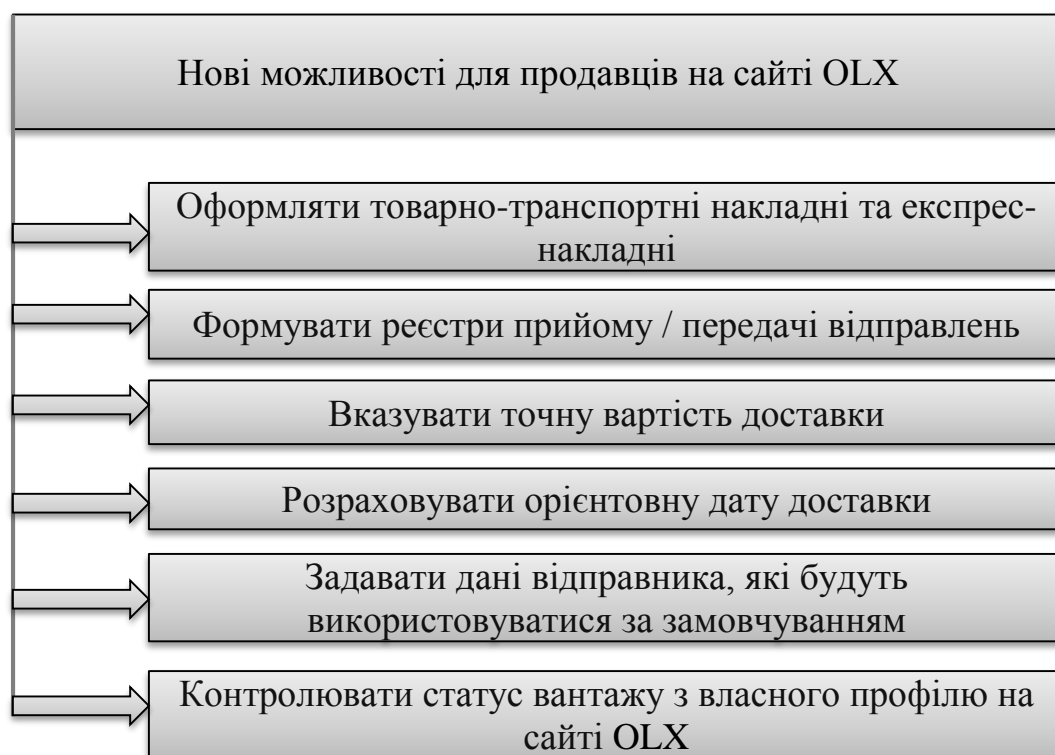 Нові можливості для продавців на сайті OLX
Оформляти товарно-транспортні накладні та експрес-
накладні
Формувати реєстри прийому / передачі відправлень
Вказувати точну вартість доставки
Розраховувати орієнтовну дату доставки
Задавати дані відправника, які будуть
використовуватися за замовчуванням
Контролювати статус вантажу з власного профілю на
сайті OLX